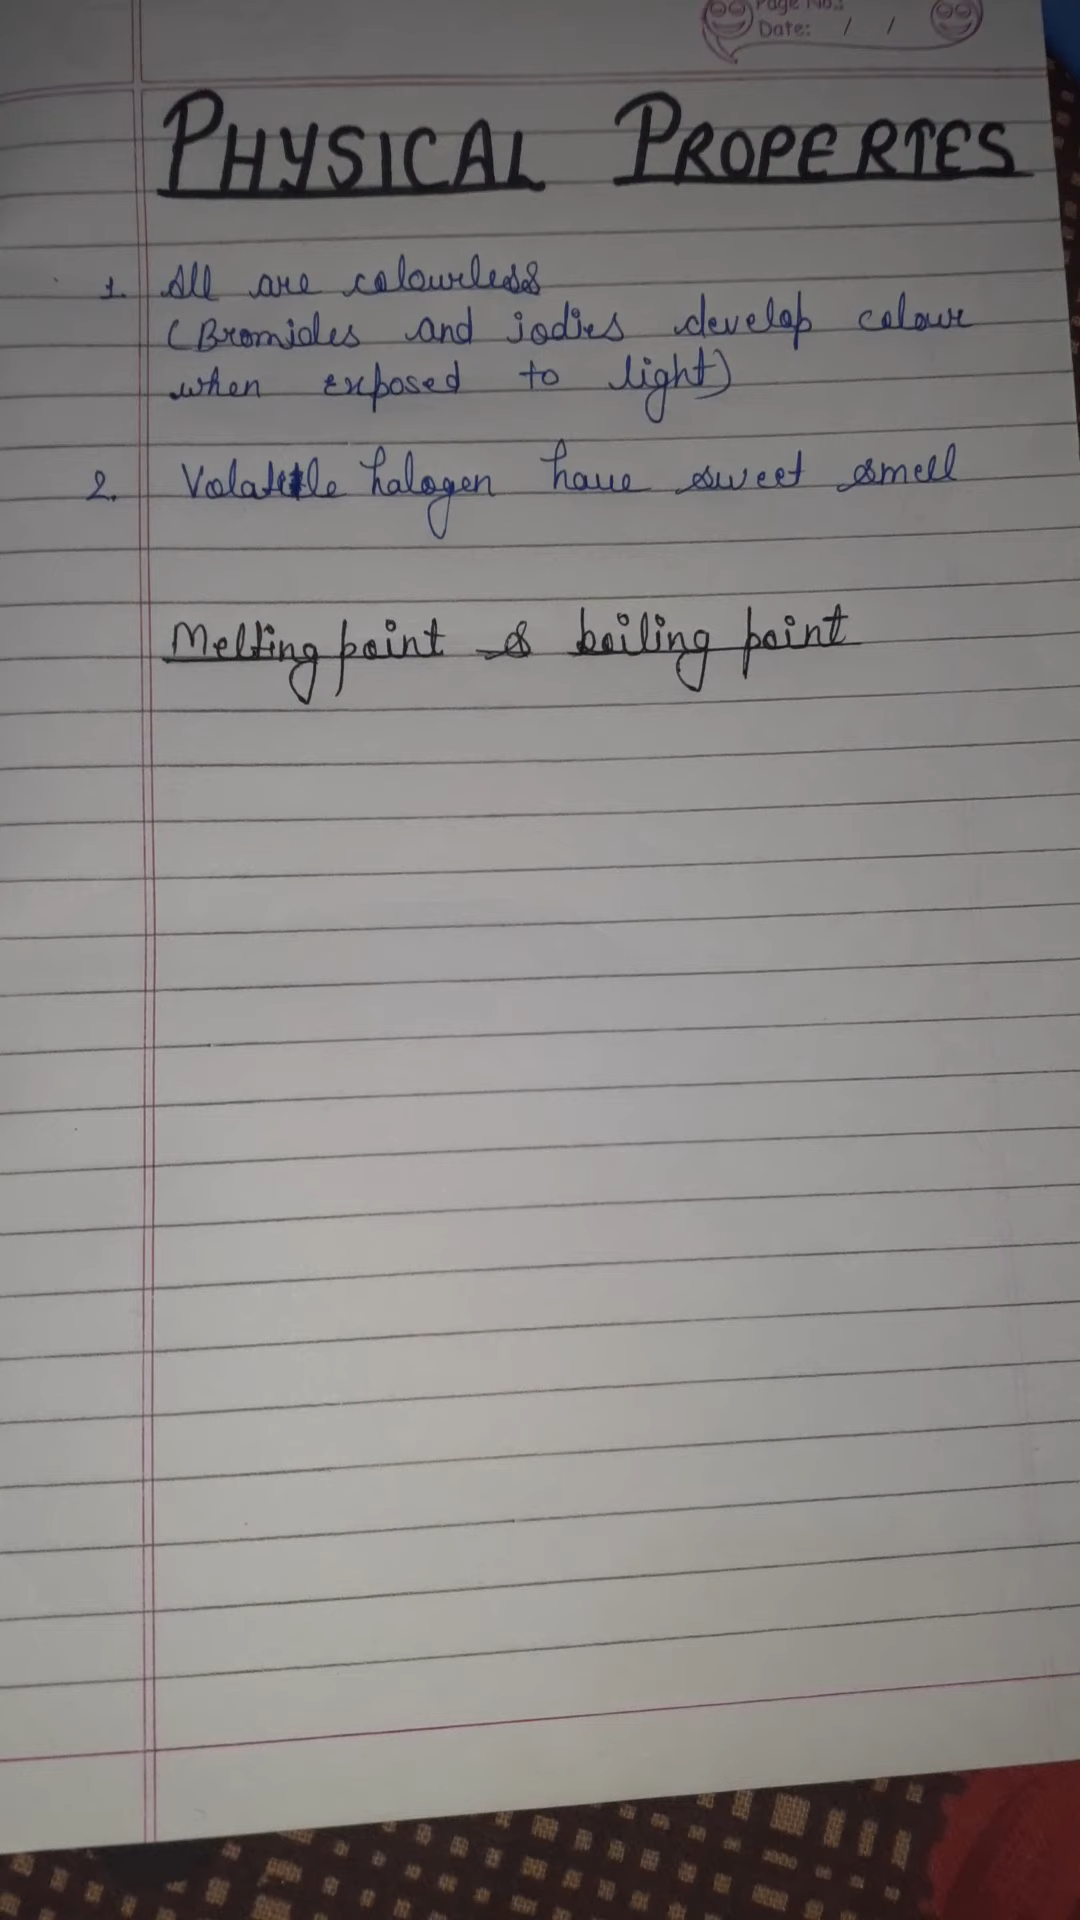 Page No.:
Date: / /
PHYSICAL PROPERTES
1. All are colourless
(Bromides and iodies develop colour
when exposed to light)
2. Volatile halogen have sweet smell
Melting point & boiling point